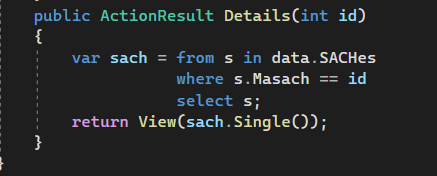 public ActionResult Details(int id)
{
var sach = from s in data.SACHes
where s.Masach == id
select s;
return View(sach.Single());
}
}